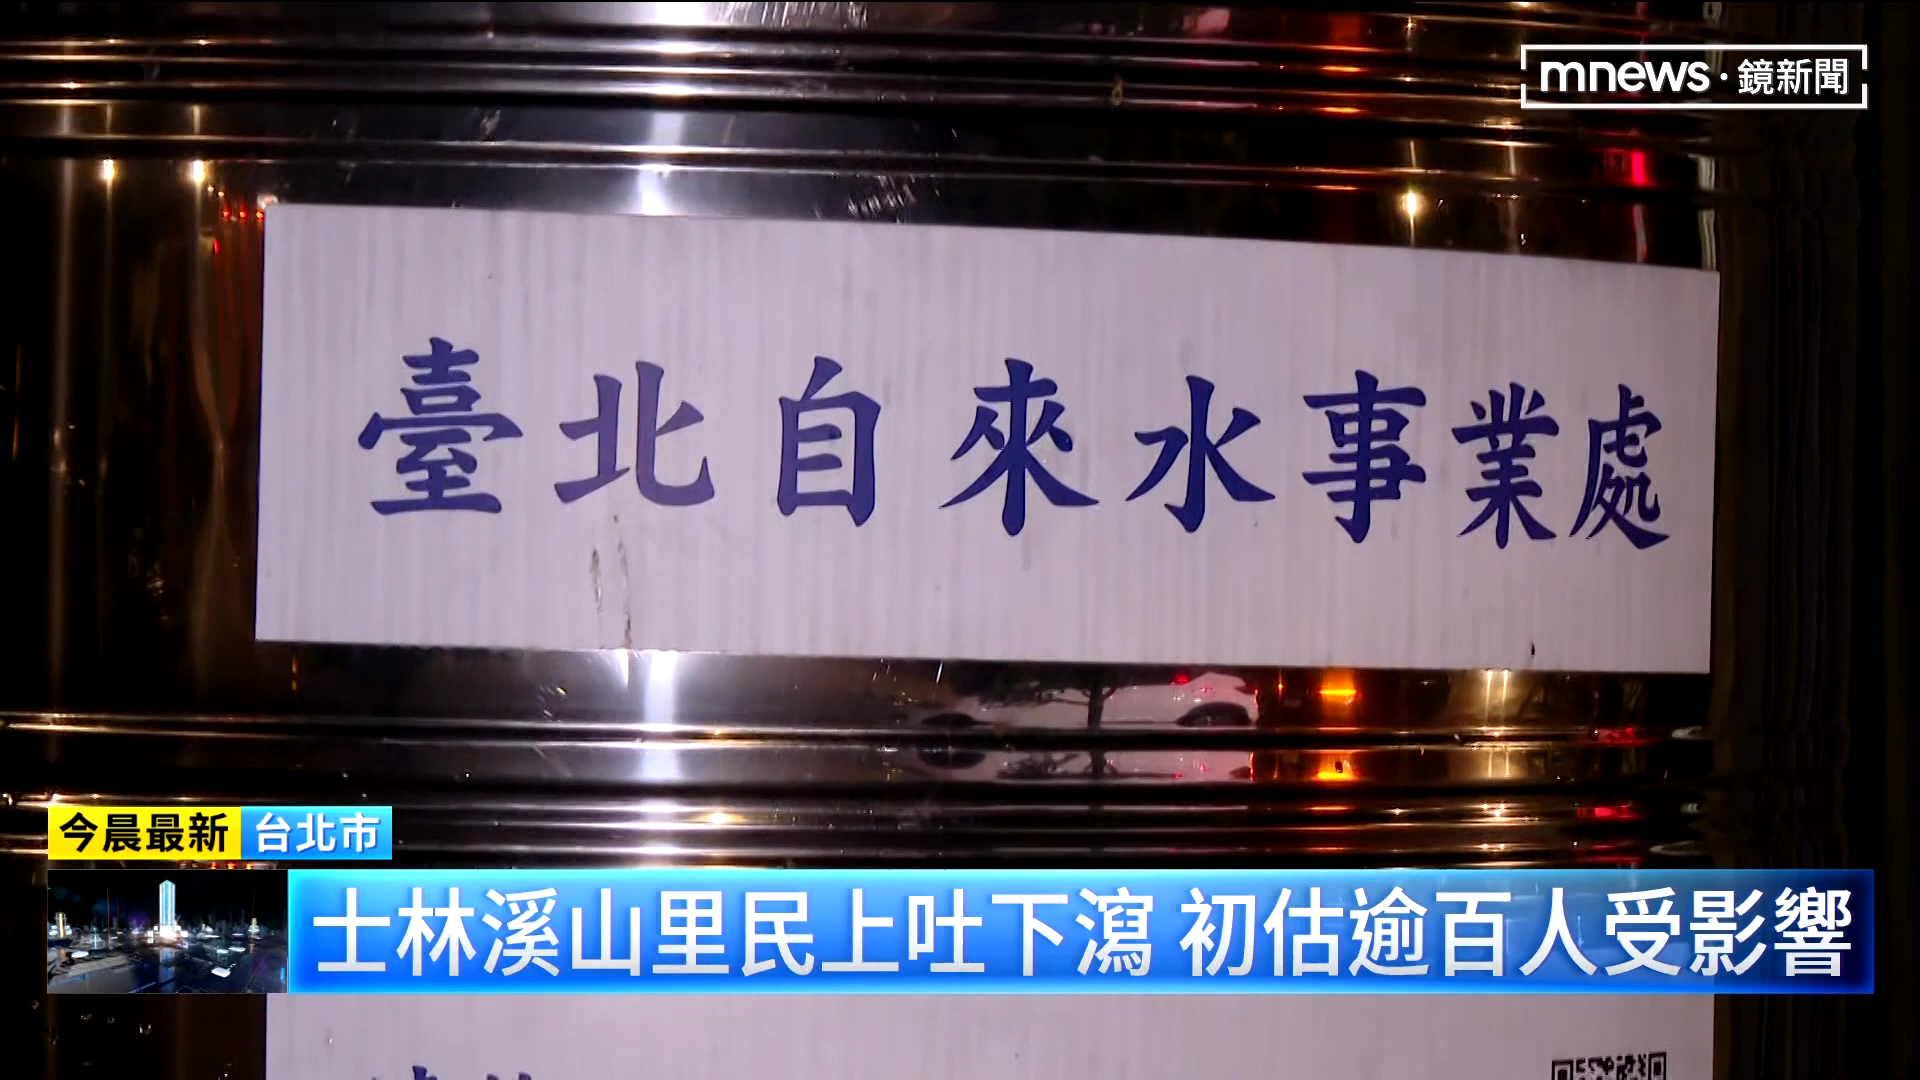 mnews·鏡新聞
臺北自來水事業處
今晨最新 台北市
士林溪山里民上吐下瀉 初估逾百人受影響